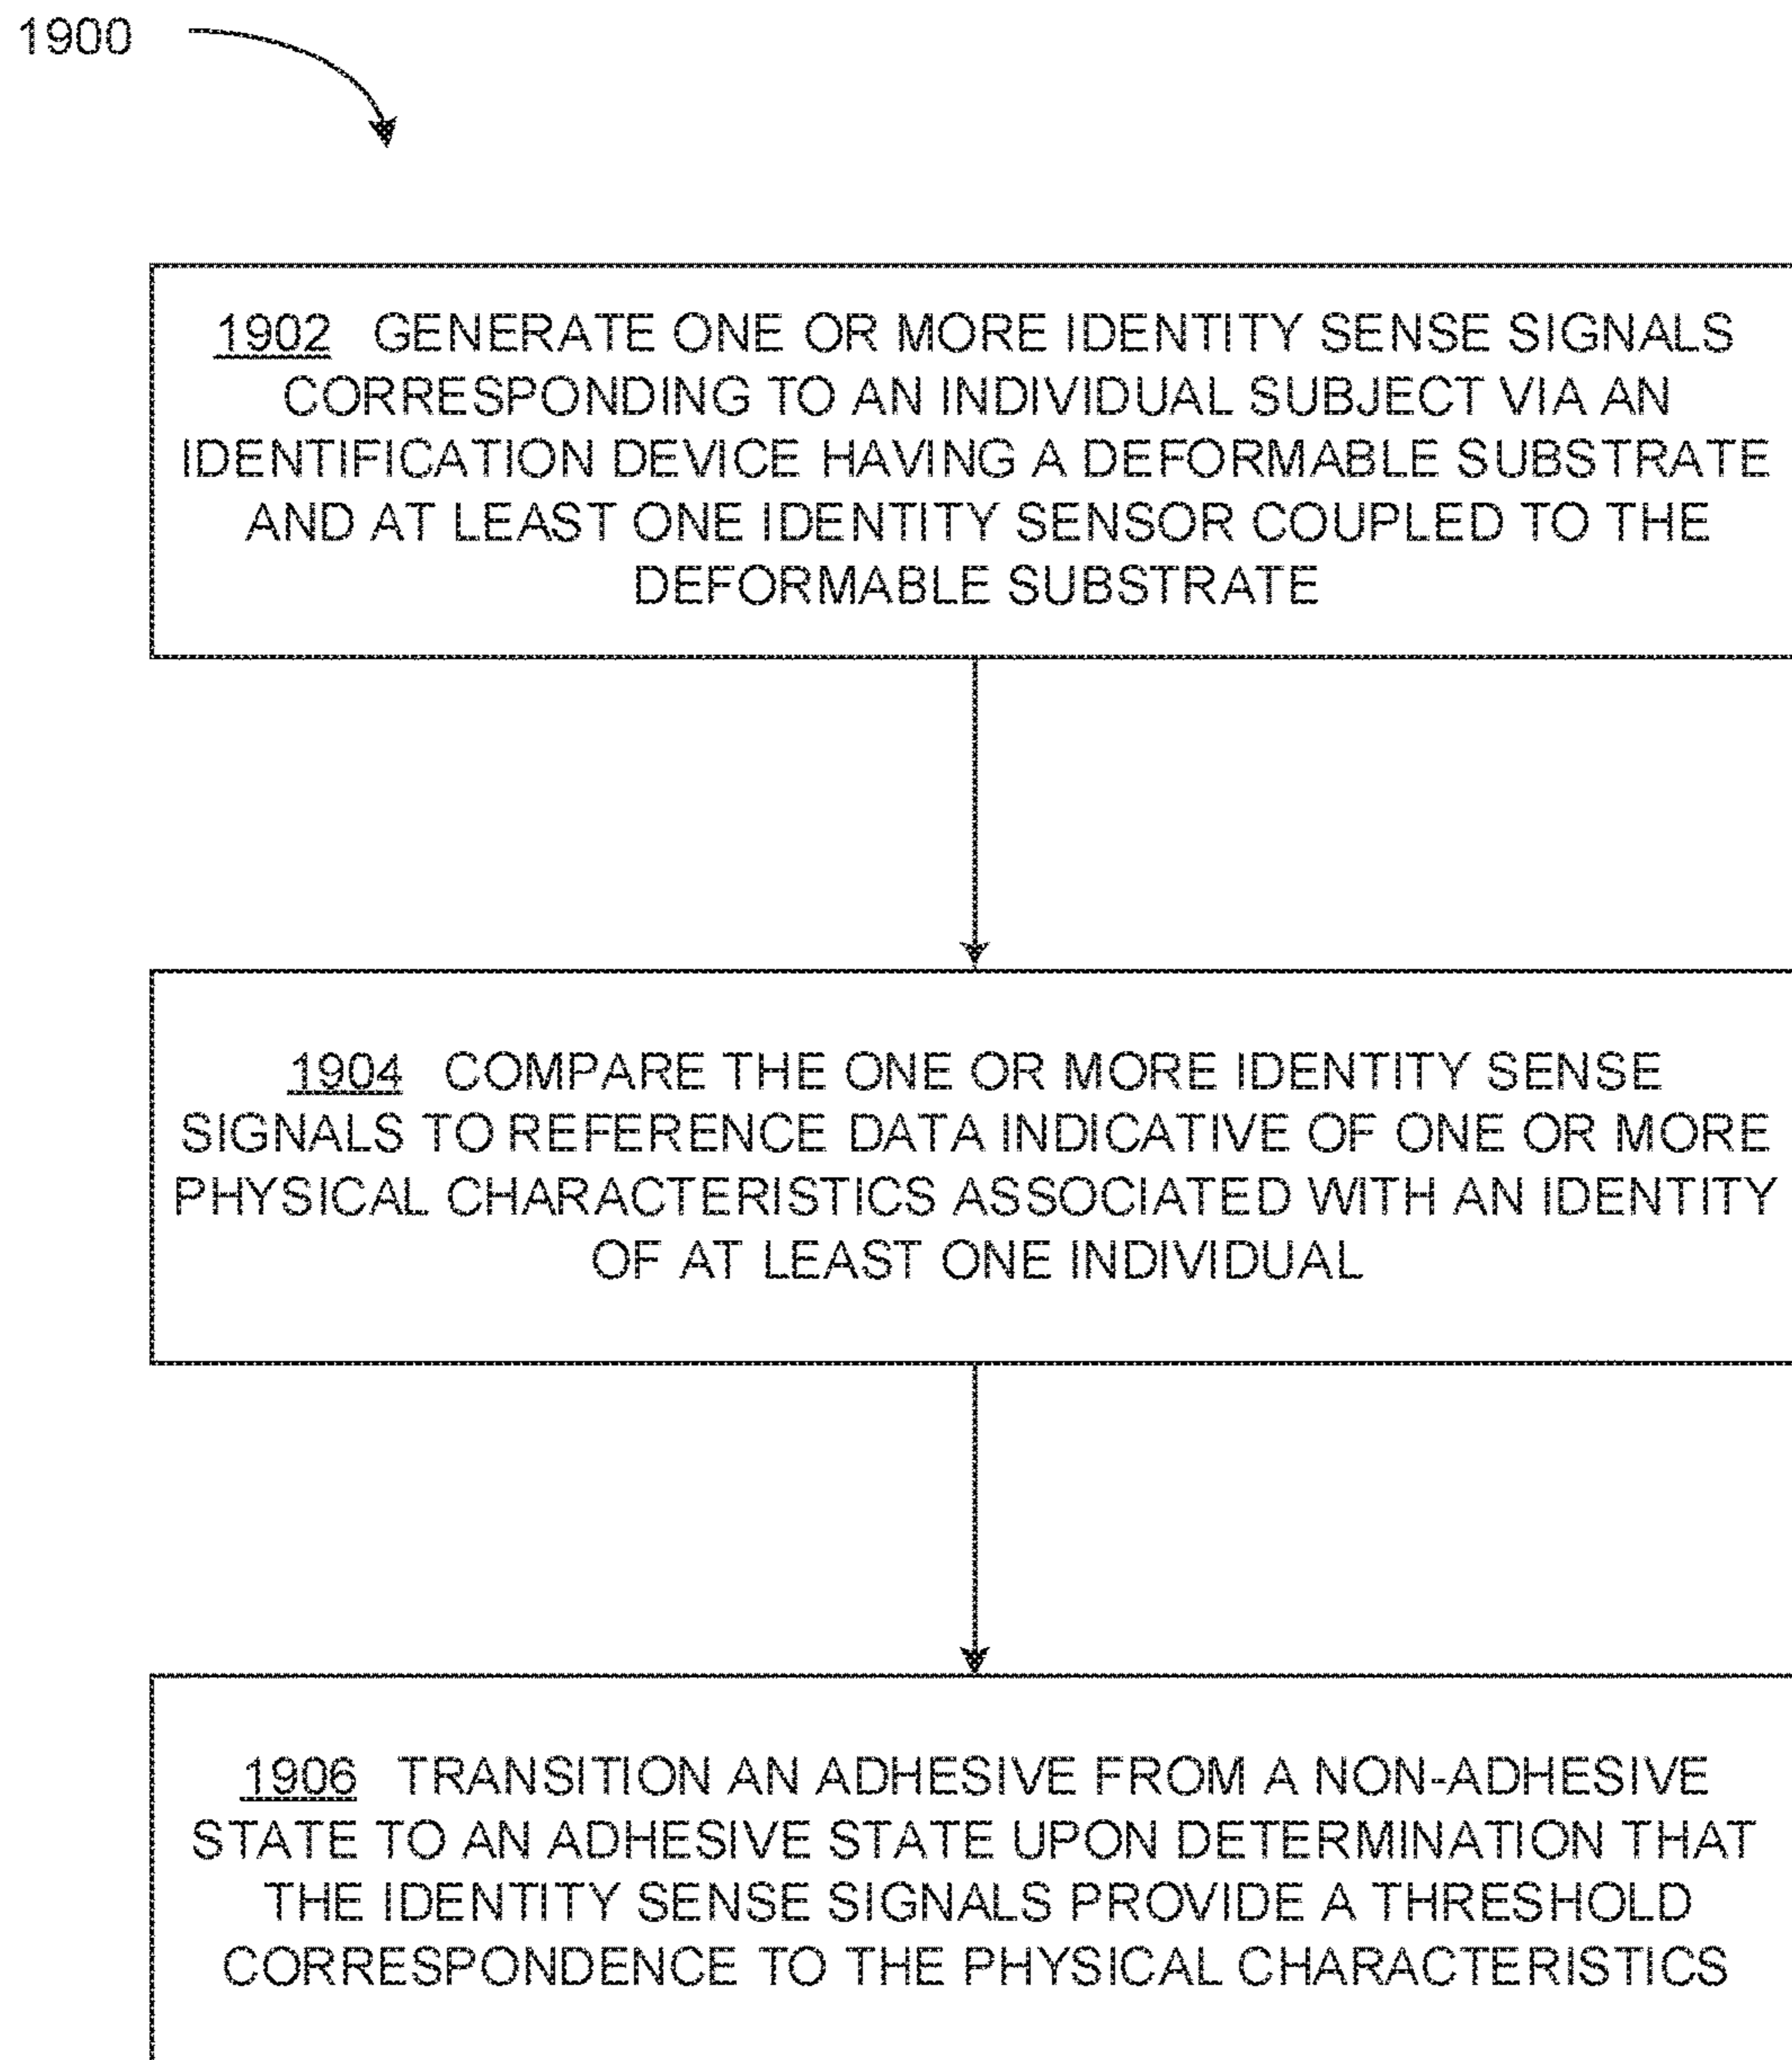 1900
1902 GENERATE ONE OR MORE IDENTITY SENSE SIGNALS
CORRESPONDING TO AN INDIVIDUAL SUBJECT VIA AN
IDENTIFICATION DEVICE HAVING A DEFORMABLE SUBSTRATE
AND AT LEAST ONE IDENTITY SENSOR COUPLED TO THE
DEFORMABLE SUBSTRATE
1904 COMPARE THE ONE OR MORE IDENTITY SENSE
SIGNALS TO REFERENCE DATA INDICATIVE OF ONE OR MORE
PHYSICAL CHARACTERISTICS ASSOCIATED WITH AN IDENTITY
OF AT LEAST ONE INDIVIDUAL
1906 TRANSITION AN ADHESIVE FROM A NON-ADHESIVE
STATE TO AN ADHESIVE STATE UPON DETERMINATION THAT
THE IDENTITY SENSE SIGNALS PROVIDE A THRESHOLD
CORRESPONDENCE TO THE PHYSICAL CHARACTERISTICS